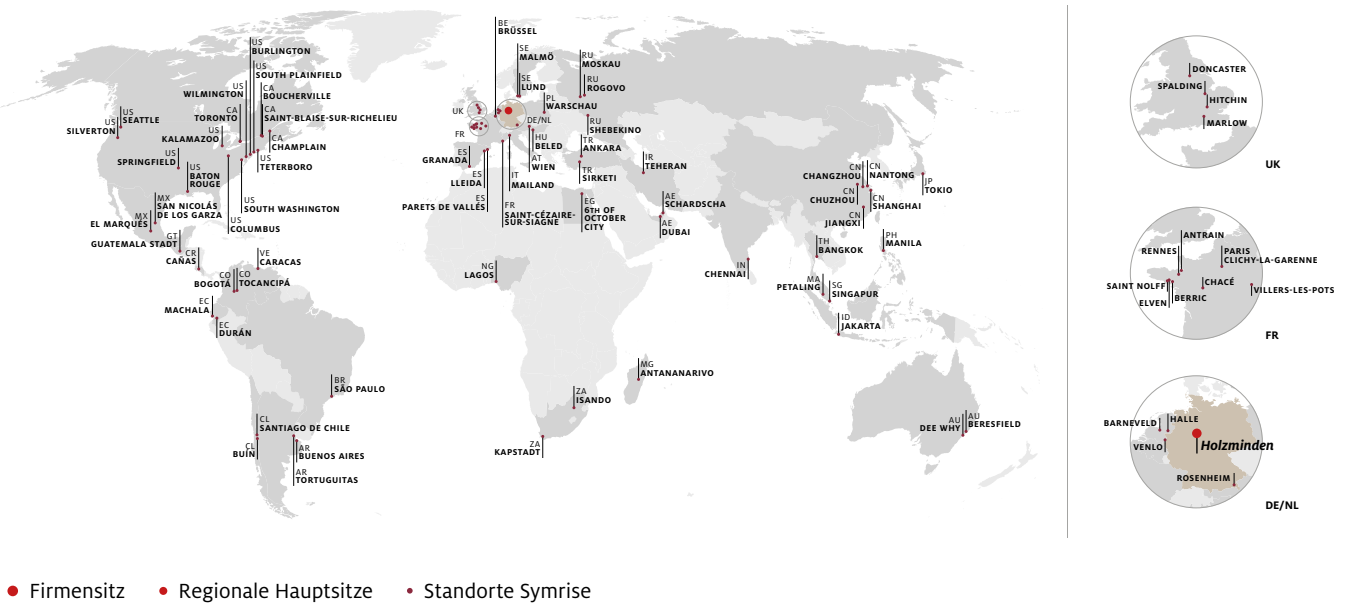 BE
BRÜSSEL
SE
MALMÖ
SE
LUND
RU
MOSKAU
RU
ROGOVO
PL
WARSCHAU
DE/NL
RU
SHEBEKINO
HU
BELED
AT
WIEN
TR
ANKARA
TR
SIRKETI
UK
FR
ES
GRANADA
ES
LLEIDA
ES
PARETS DE VALLÉS
IT
MAILAND
FR
SAINT-CÉZAIRE-
SUR-SIAGNE
EG
6TH OF
OCTOBER
CITY
IR
TEHERAN
AE
SCHARDSCHA
AE
DUBAI
US
BURLINGTON
US
SOUTH PLAINFIELD
US
WILMINGTON
CA
BOUCHERVILLE
CA
TORONTO
CA
SAINT-BLAISE-SUR-RICHELIEU
US
SEATTLE
US
SILVERTON
US
KALAMAZOO
CA
CHAMPLAIN
US
SPRINGFIELD
US
TETERBORO
US
BATON
ROUGE
MX
SAN NICOLÁS
DE LOS GARZA
US
SOUTH WASHINGTON
MX
EL MARQUÉS
US
COLUMBUS
GT
GUATEMALA STADT
CR
CAÑAS
VE
CARACAS
CO
BOGOTÁ
CO
TOCANCIPÁ
EC
MACHALA
EC
DURÁN
BR
SÃO PAULO
CL
SANTIAGO DE CHILE
CL
BUIN
AR
BUENOS AIRES
AR
TORTUGUITAS
NG
LAGOS
MG
ANTANANARIVO
ZA
ISANDO
ZA
KAPSTADT
CN
CHANGZHOU
CN
NANTONG
CN
CHUZHOU
CN
SHANGHAI
CN
JIANGXI
JP
TOKIO
IN
CHENNAI
TH
BANGKOK
PH
MANILA
MA
PETALING
SG
SINGAPUR
ID
JAKARTA
AU
DEE WHY
AU
BERESFIELD
DONCASTER
SPALDING
HITCHIN
MARLOW
UK
ANTRAIN
RENNES
PARIS
CLICHY-LA-GARENNE
SAINT NOLFF
CHACÉ
VILLERS-LES-POTS
ELVEN
BERRIC
FR
BARNEVELD
HALLE
VENLO
Holzminden
ROSENHEIM
DE/NL
Firmensitz
Regionale Hauptsitze
Standorte Symrise